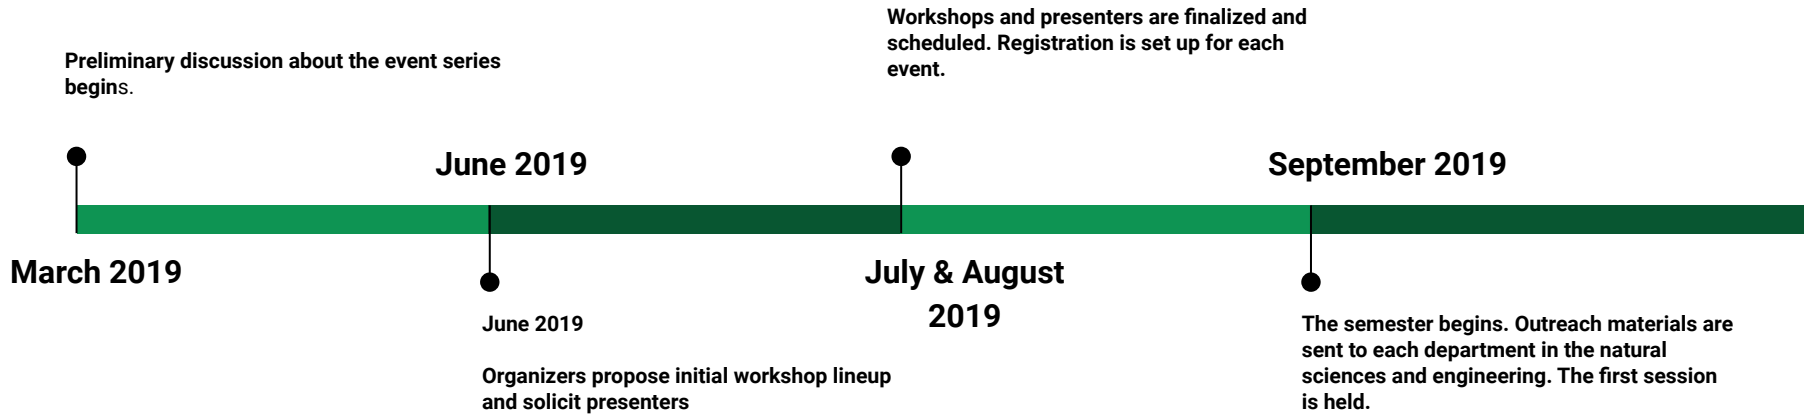 Preliminary discussion about the event series
begins.
March 2019
June 2019
June 2019
Organizers propose initial workshop lineup
and solicit presenters
Workshops and presenters are finalized and
scheduled. Registration is set up for each
event.
July & August
2019
September 2019
The semester begins. Outreach materials are
sent to each department in the natural
sciences and engineering. The first session
is held.